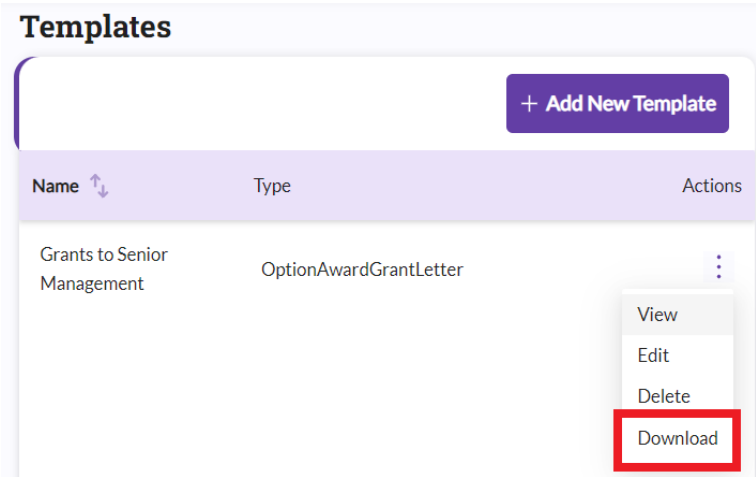 Templates
+ Add New Template
Name Type Actions
Grants to Senior
Management
OptionAwardGrantLetter
View
Edit
Delete
Download